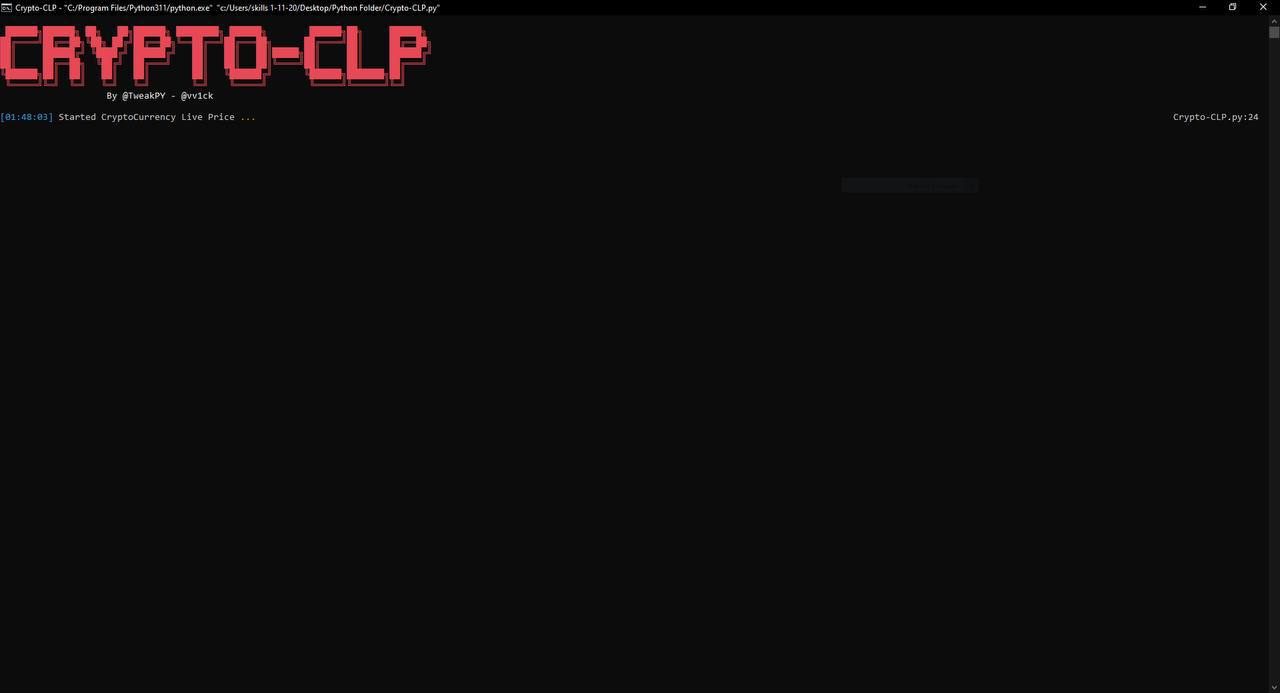 Crypto-CLP - "C:/Program Files/Python311/python.exe" "c:/Users/skills 1-11-20/Desktop/Python Folder/Crypto-CLP.py"
CRYPTO-CLP
By @TweakPY - @vv1ck
[01:48:03] Started CryptoCurrency Live Price ... Crypto-CLP.py:24